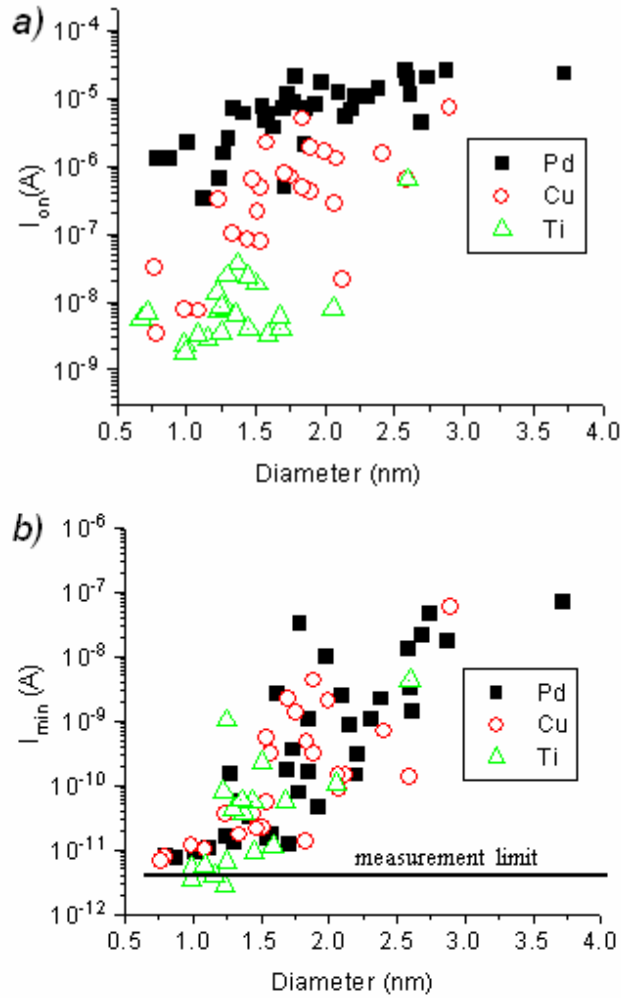 a)
I_on(A)
10^-4
10^-5
10^-6
10^-7
10^-8
10^-9
Pd
Cu
Ti
0.5 1.0 1.5 2.0 2.5 3.0 3.5 4.0
Diameter (nm)
b)
I_min (A)
10^-6
10^-7
10^-8
10^-9
10^-10
10^-11
10^-12
Pd
Cu
Ti
measurement limit
0.5 1.0 1.5 2.0 2.5 3.0 3.5 4.0
Diameter (nm)